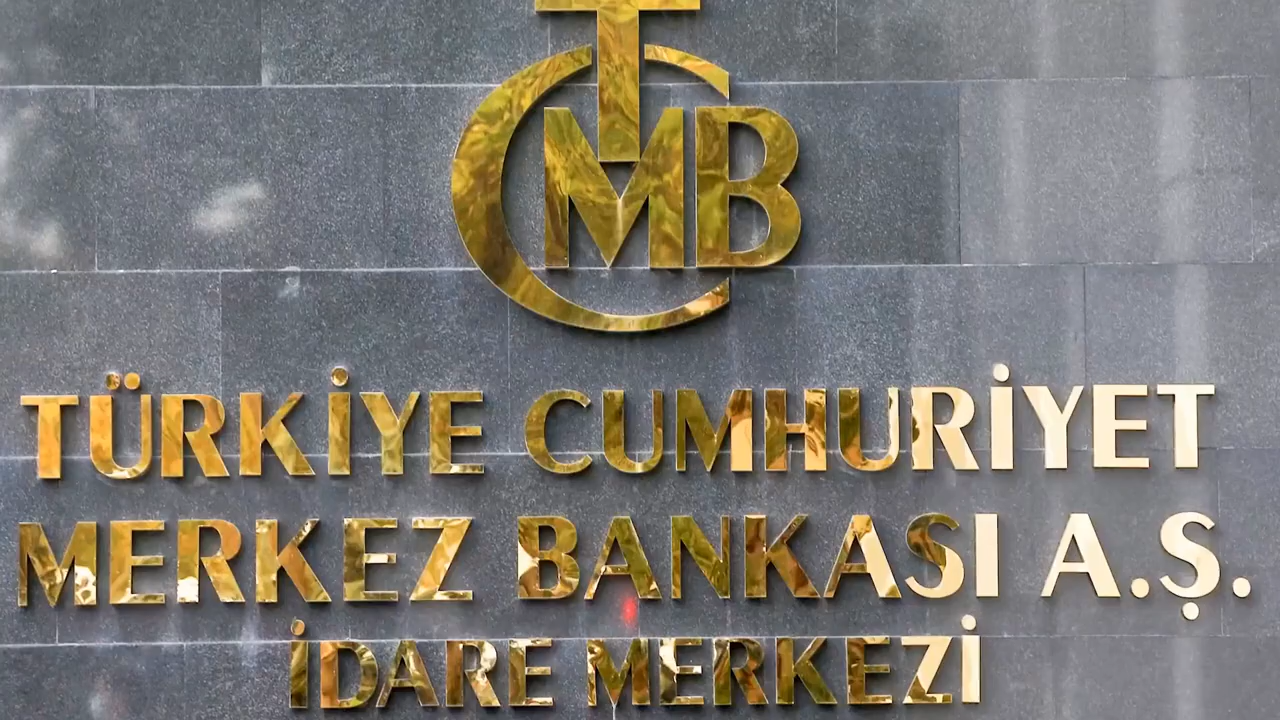 TCMB
TÜRKİYE CUMHURİYET
MERKEZ BANKASI A.Ş.
İDARE MERKEZİ